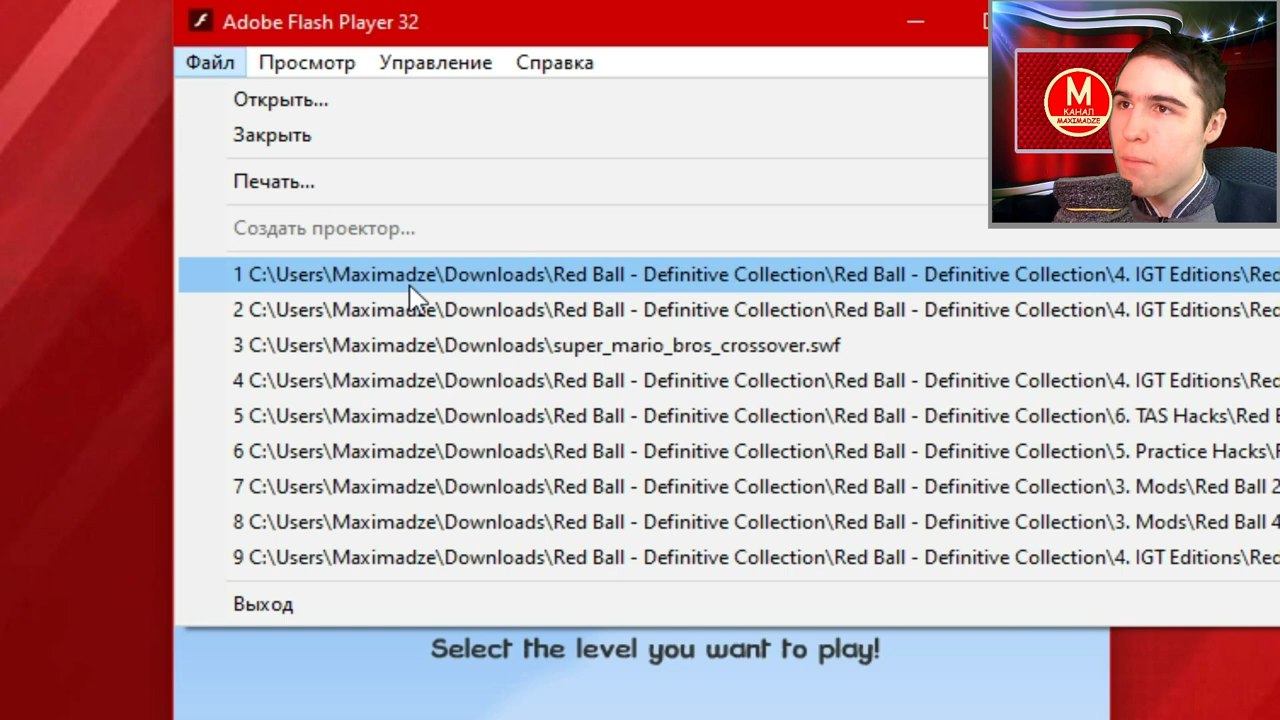 Adobe Flash Player 32
Файл Просмотр Управление Справка
Открыть...
Закрыть
Печать...
Создать проектор...
1 C:\Users\Maximadze\Downloads\Red Ball - Definitive Collection\Red Ball - Definitive Collection\4. IGT Editions\Red
2 C:\Users\Maximadze\Downloads\Red Ball - Definitive Collection\Red Ball - Definitive Collection\4. IGT Editions\Red
3 C:\Users\Maximadze\Downloads\super_mario_bros_crossover.swf
4 C:\Users\Maximadze\Downloads\Red Ball - Definitive Collection\Red Ball - Definitive Collection\4. IGT Editions\Red
5 C:\Users\Maximadze\Downloads\Red Ball - Definitive Collection\Red Ball - Definitive Collection\6. TAS Hacks\Red
6 C:\Users\Maximadze\Downloads\Red Ball - Definitive Collection\Red Ball - Definitive Collection\5. Practice Hacks\
7 C:\Users\Maximadze\Downloads\Red Ball - Definitive Collection\Red Ball - Definitive Collection\3. Mods\Red Ball 2
8 C:\Users\Maximadze\Downloads\Red Ball - Definitive Collection\Red Ball - Definitive Collection\3. Mods\Red Ball 4
9 C:\Users\Maximadze\Downloads\Red Ball - Definitive Collection\Red Ball - Definitive Collection\4. IGT Editions\Red
Выход
Select the level you want to play!
М
КАНАЛ
MAXIMADZE